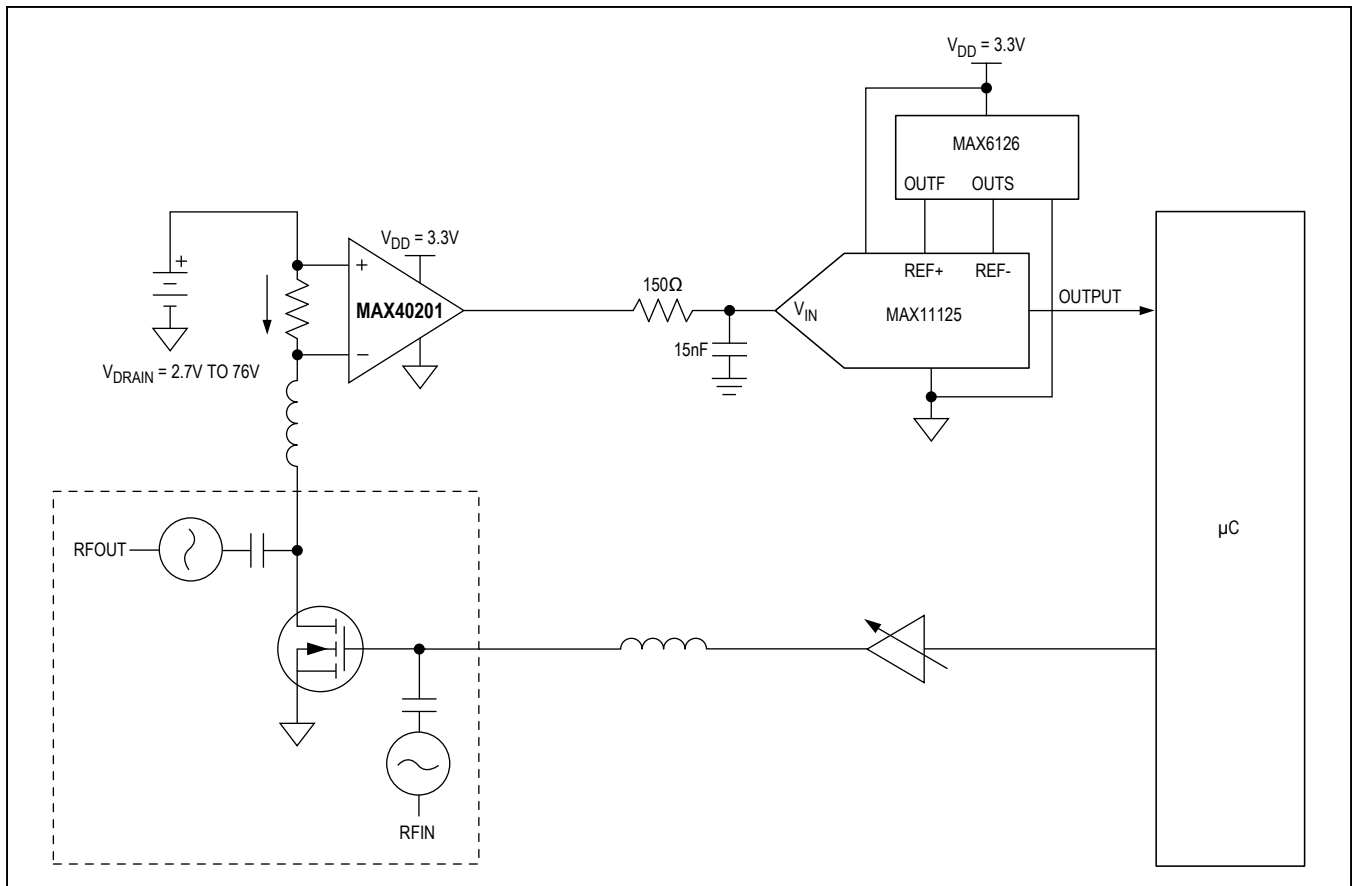 V_DD = 3.3V
MAX6126
OUTF OUTS
V_DD = 3.3V
+
+
REF+ REF-
150Ω
MAX40201
V_IN
MAX11125
OUTPUT
15nF
−
V_DRAIN = 2.7V TO 76V
µC
RFOUT
RFIN